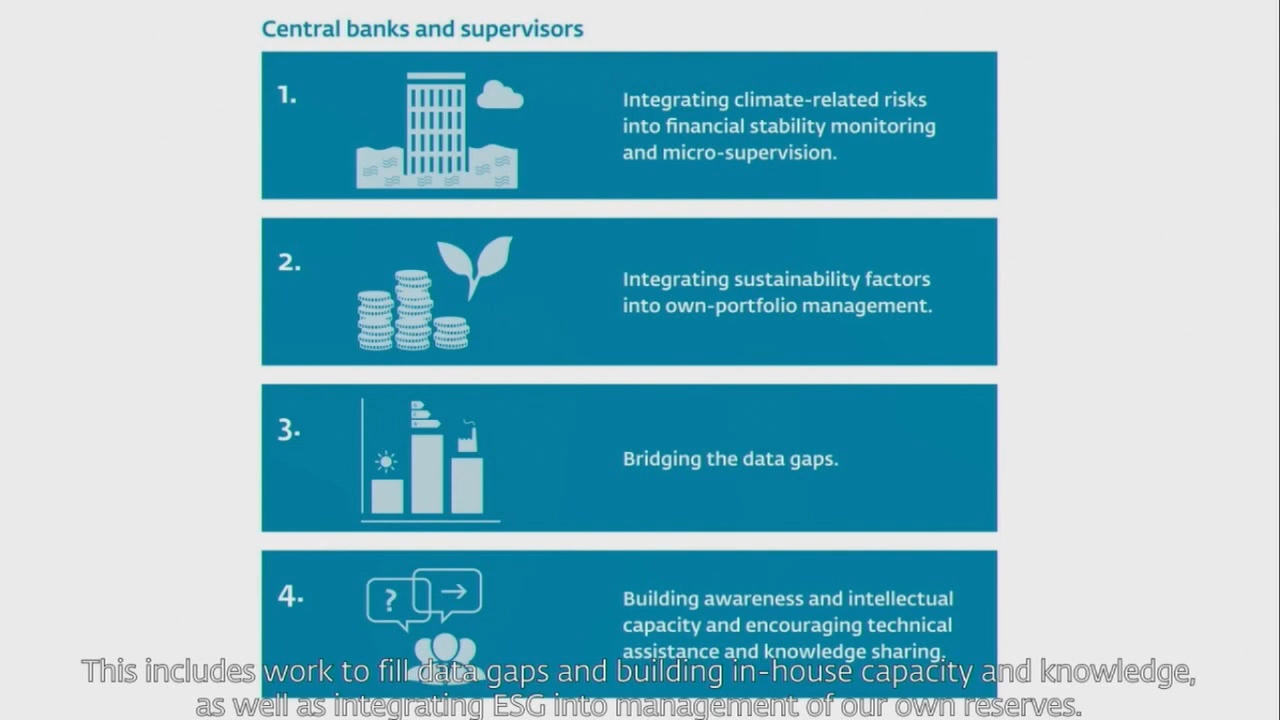 Central banks and supervisors
1.
Integrating climate-related risks
into financial stability monitoring
and micro-supervision.
2.
Integrating sustainability factors
into own-portfolio management.
3.
Bridging the data gaps.
4.
?
Building awareness and intellectual
capacity and encouraging technical
assistance and knowledge sharing.
This includes work to fill data gaps and building in-house capacity and knowledge,
as well as integrating ESG into management of our own reserves.